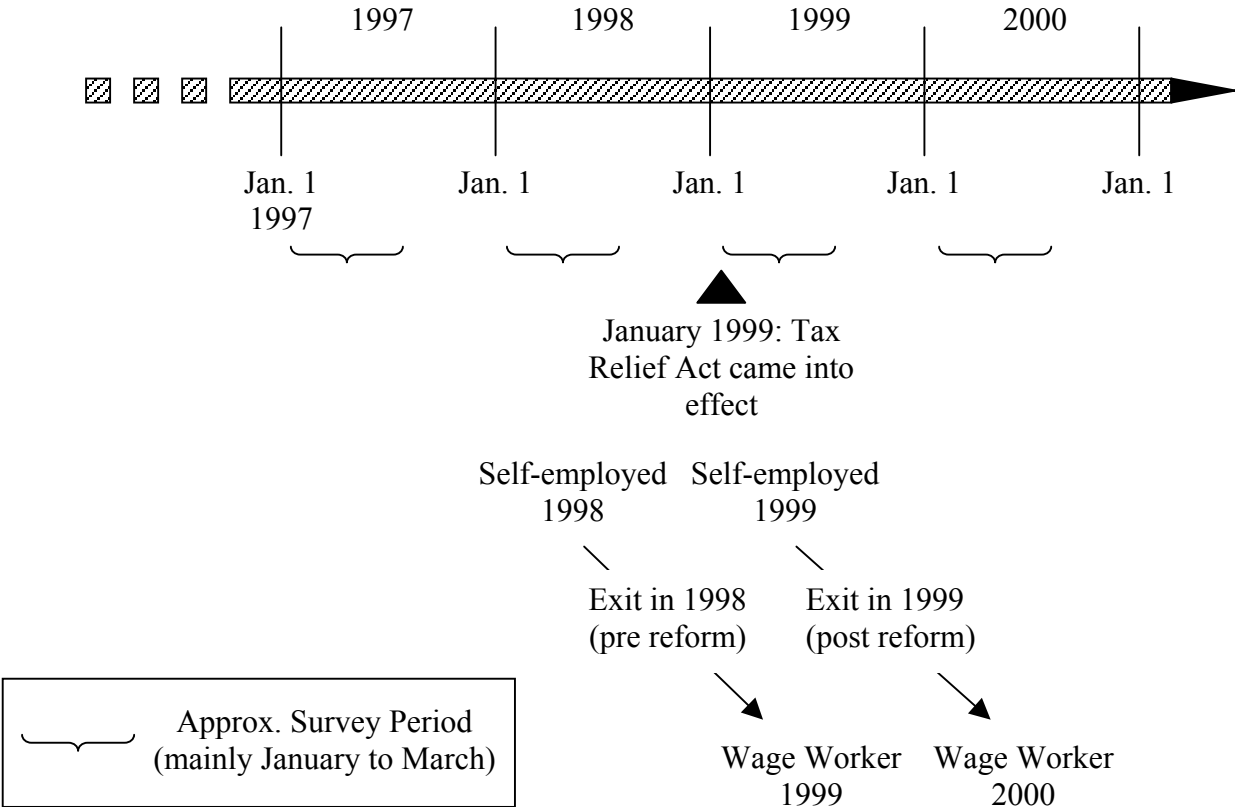 1997 1998 1999 2000
Jan. 1 Jan. 1 Jan. 1 Jan. 1 Jan. 1
1997
January 1999: Tax
Relief Act came into
effect
Self-employed Self-employed
1998 1999
Exit in 1998 Exit in 1999
(pre reform) (post reform)
Approx. Survey Period
(mainly January to March)
Wage Worker Wage Worker
1999 2000